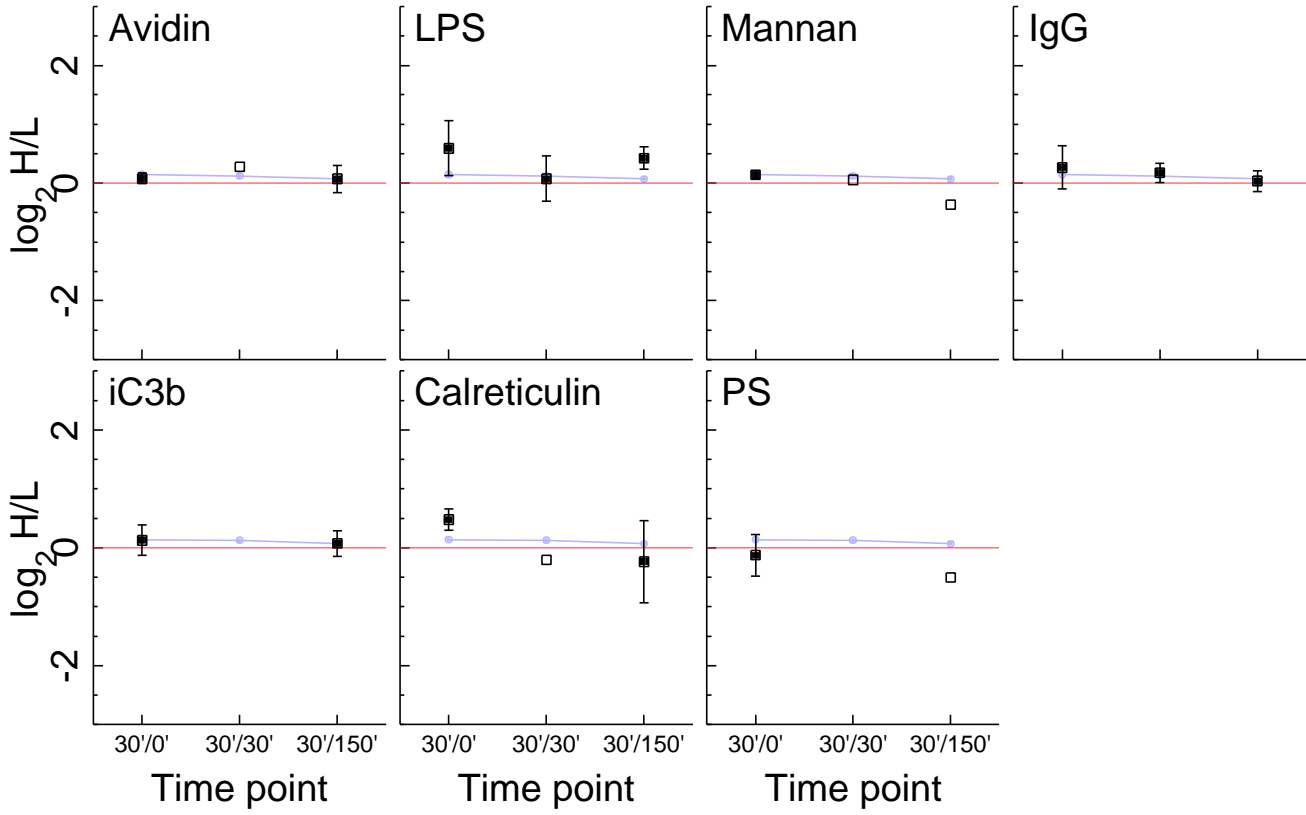 Avidin LPS Mannan IgG
log2 H/L
2
0
-2
iC3b Calreticulin PS
log2 H/L
2
0
-2
30'/0' 30'/30' 30'/150' 30'/0' 30'/30' 30'/150' 30'/0' 30'/30' 30'/150'
Time point Time point Time point